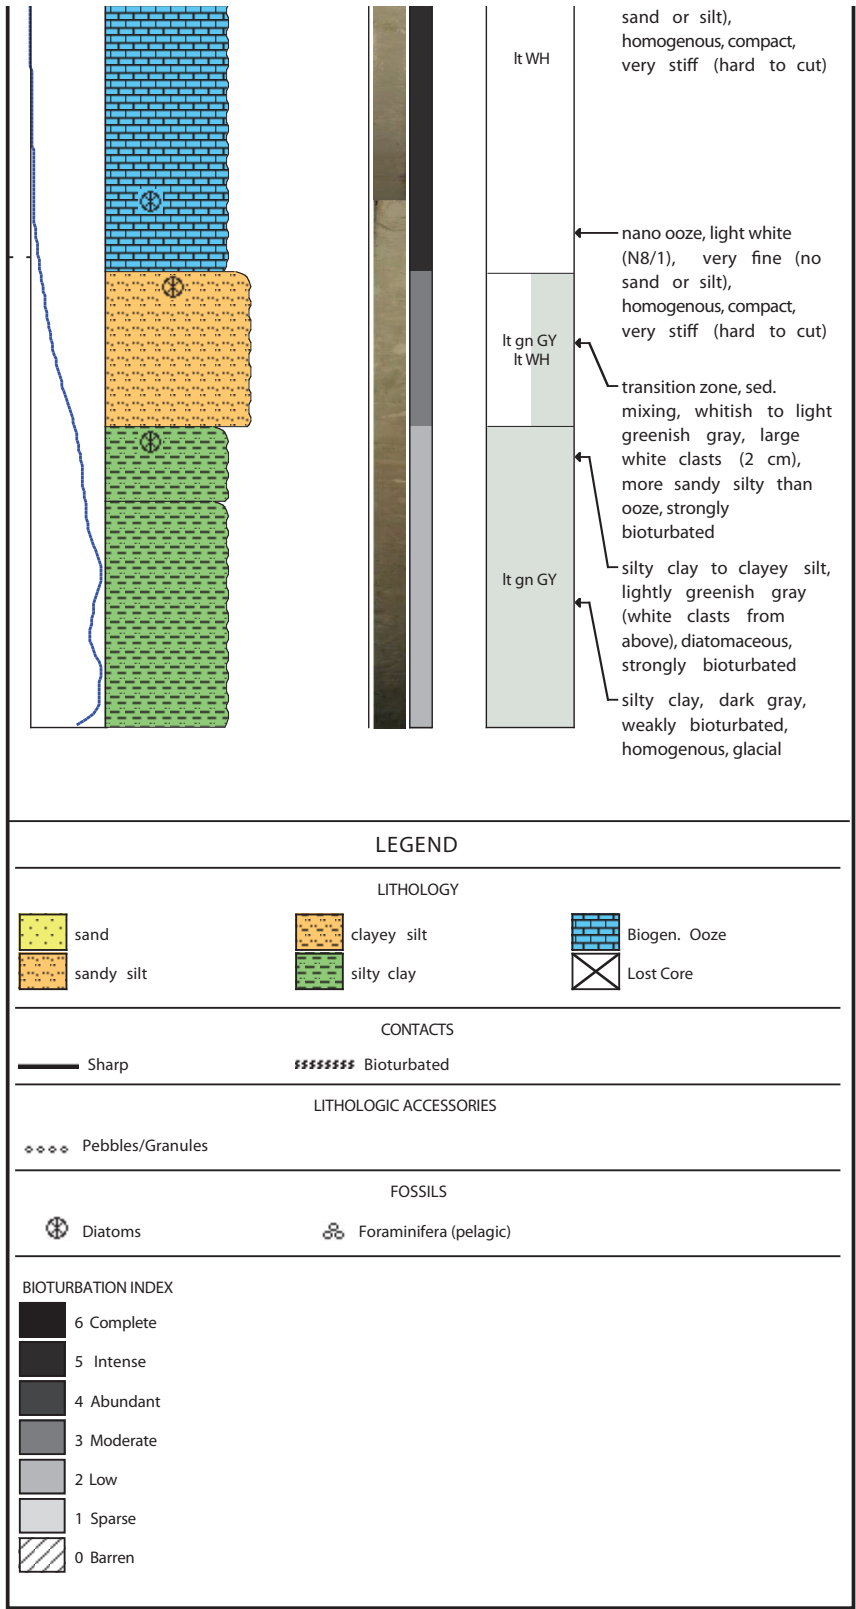 sand or silt),
homogenous, compact,
very stiff (hard to cut)
lt WH
nano ooze, light white
(N8/1), very fine (no
sand or silt),
homogenous, compact,
very stiff (hard to cut)
lt gn GY
lt WH
transition zone, sed.
mixing, whitish to light
greenish gray, large
white clasts (2 cm),
more sandy silty than
ooze, strongly
bioturbated
silty clay to clayey silt,
lightly greenish gray
(white clasts from
above), diatomaceous,
strongly bioturbated
lt gn GY
silty clay, dark gray,
weakly bioturbated,
homogenous, glacial
LEGEND
LITHOLOGY
sand
clayey silt
Biogen. Ooze
sandy silt
silty clay
Lost Core
CONTACTS
Sharp
Bioturbated
LITHOLOGIC ACCESSORIES
Pebbles/Granules
FOSSILS
Diatoms
Foraminifera (pelagic)
BIOTURBATION INDEX
6 Complete
5 Intense
4 Abundant
3 Moderate
2 Low
1 Sparse
0 Barren